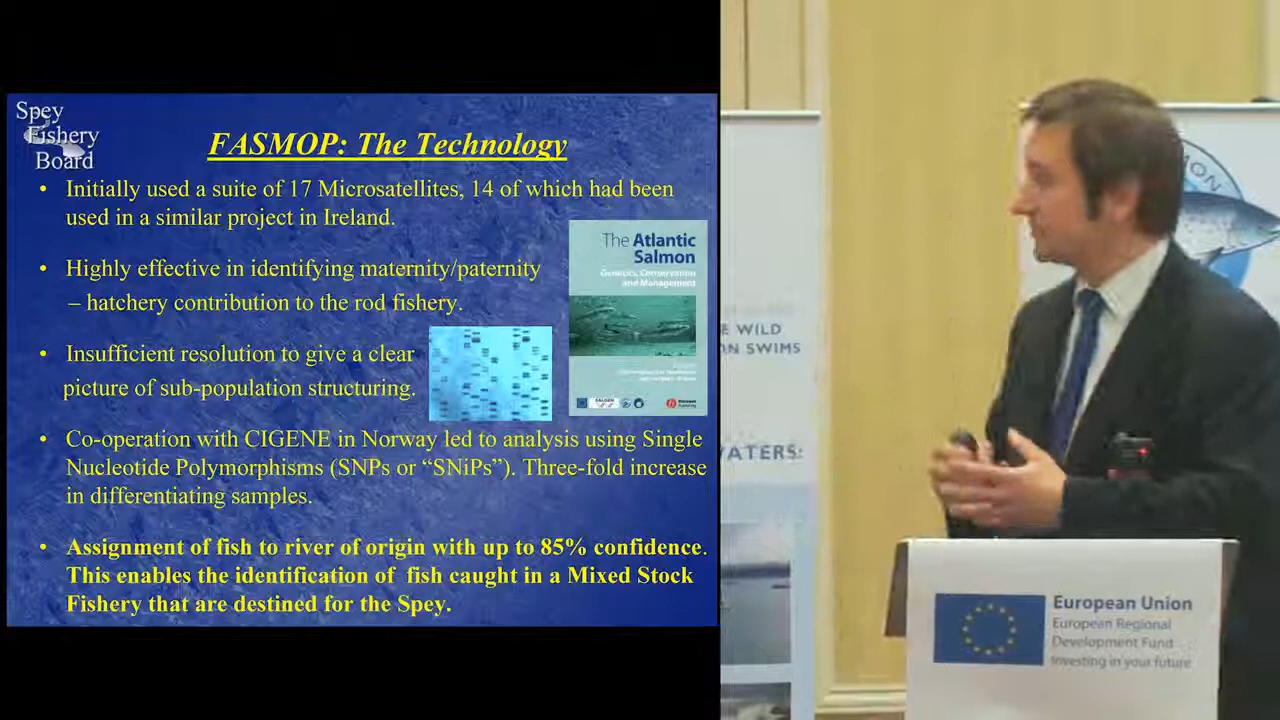 Spey
Fishery
Board
FASMOP: The Technology
• Initially used a suite of 17 Microsatellites, 14 of which had been
used in a similar project in Ireland.
• Highly effective in identifying maternity/paternity
– hatchery contribution to the rod fishery.
• Insufficient resolution to give a clear
picture of sub-population structuring.
• Co-operation with CIGENE in Norway led to analysis using Single
Nucleotide Polymorphisms (SNPs or “SNiPs”). Three-fold increase
in differentiating samples.
• Assignment of fish to river of origin with up to 85% confidence.
This enables the identification of fish caught in a Mixed Stock
Fishery that are destined for the Spey.
The Atlantic
Salmon
Genetics, Conservation
and Management
E WILD
ON SWIMS
WATERS:
MON
European Union
European Regional
Development Fund
Investing in your future